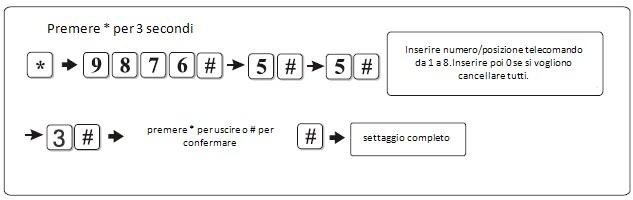 Premere * per 3 secondi
* → 9 8 7 6 # → 5 # → 5 #
Inserire numero/posizione telecomando
da 1 a 8.Inserire poi 0 se si vogliono
cancellare tutti.
→ 3 # → premere * per uscire o # per
confermare
# → settaggio completo